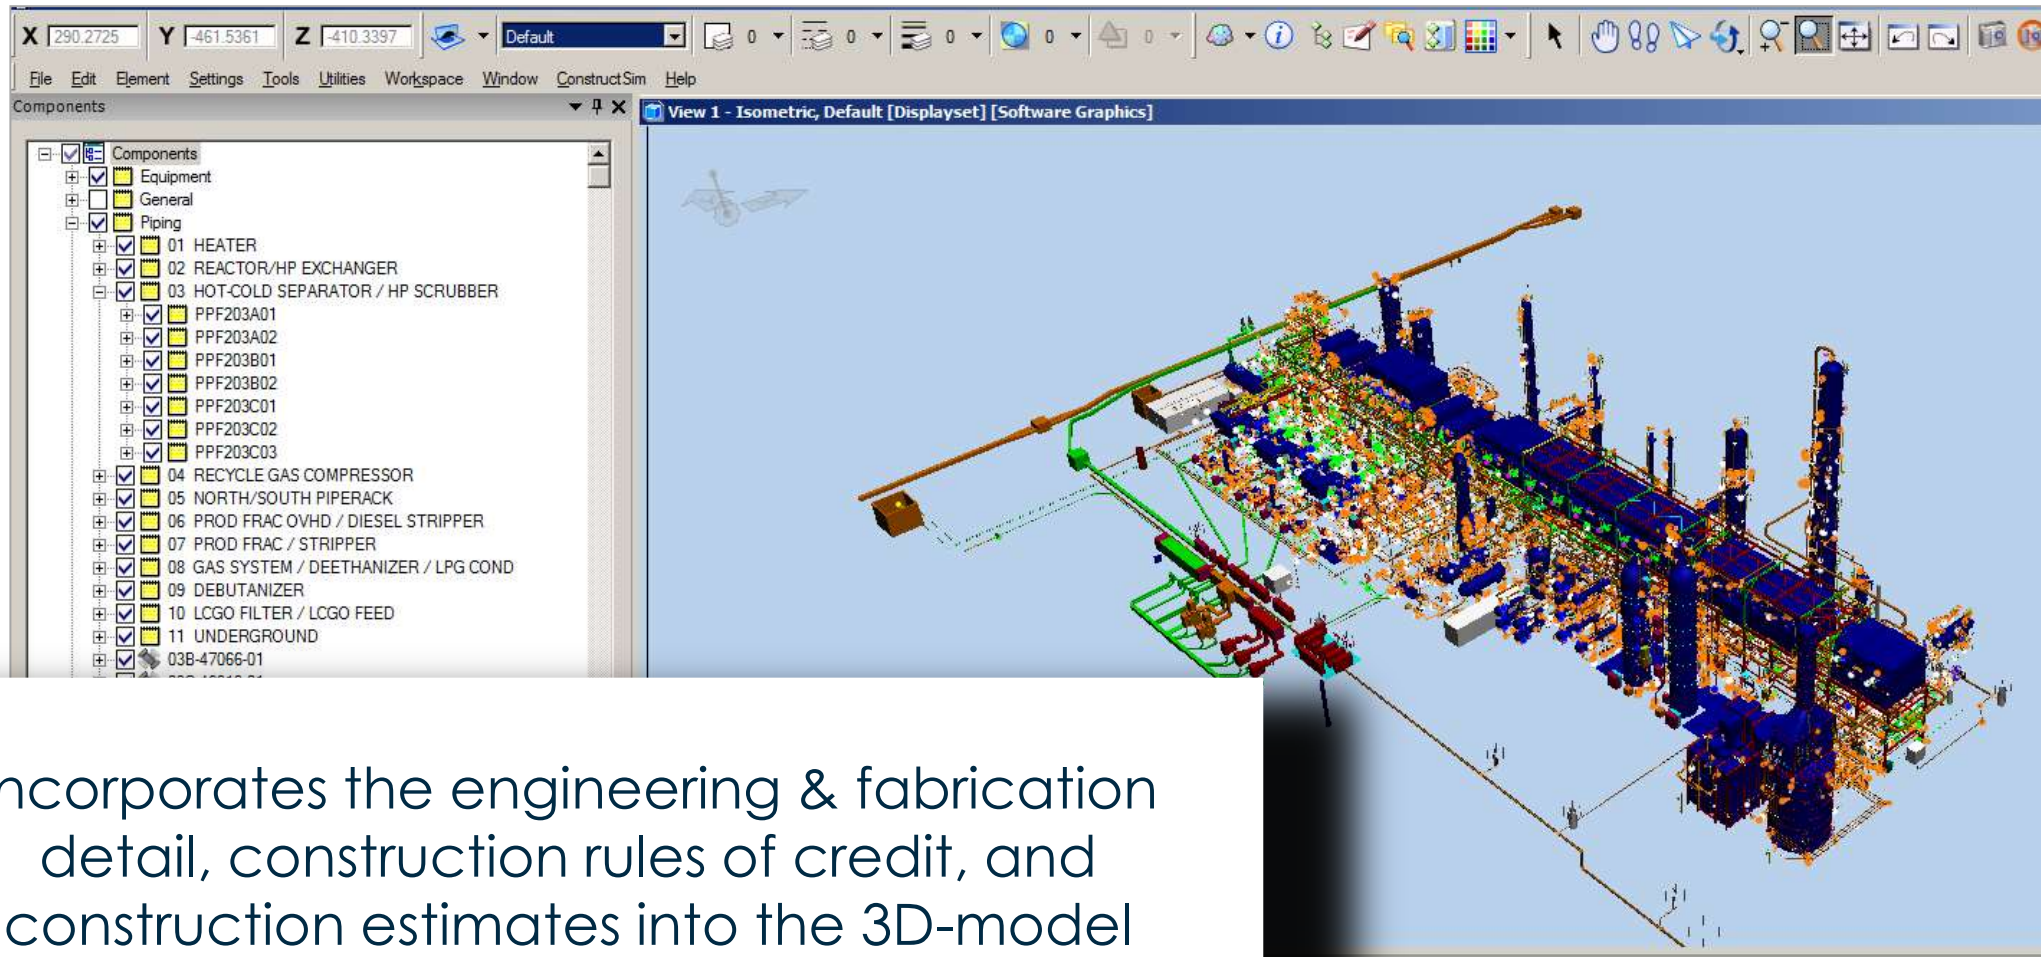 X 290.2725 Y -461.5361 Z -410.3397 Default 0 0 0 0 0
File Edit Element Settings Tools Utilities Workspace Window ConstructSim Help
Components
View 1 - Isometric, Default [Displayset] [Software Graphics]
Components
Equipment
General
Piping
01 HEATER
02 REACTOR/HP EXCHANGER
03 HOT-COLD SEPARATOR / HP SCRUBBER
PPF203A01
PPF203A02
PPF203B01
PPF203B02
PPF203C01
PPF203C02
PPF203C03
04 RECYCLE GAS COMPRESSOR
05 NORTH/SOUTH PIPERACK
06 PROD FRAC OVHD / DIESEL STRIPPER
07 PROD FRAC / STRIPPER
08 GAS SYSTEM / DEETHANIZER / LPG COND
09 DEBUTANIZER
10 LCGO FILTER / LCGO FEED
11 UNDERGROUND
03B-47066-01
ncorporates the engineering & fabrication
detail, construction rules of credit, and
construction estimates into the 3D-model